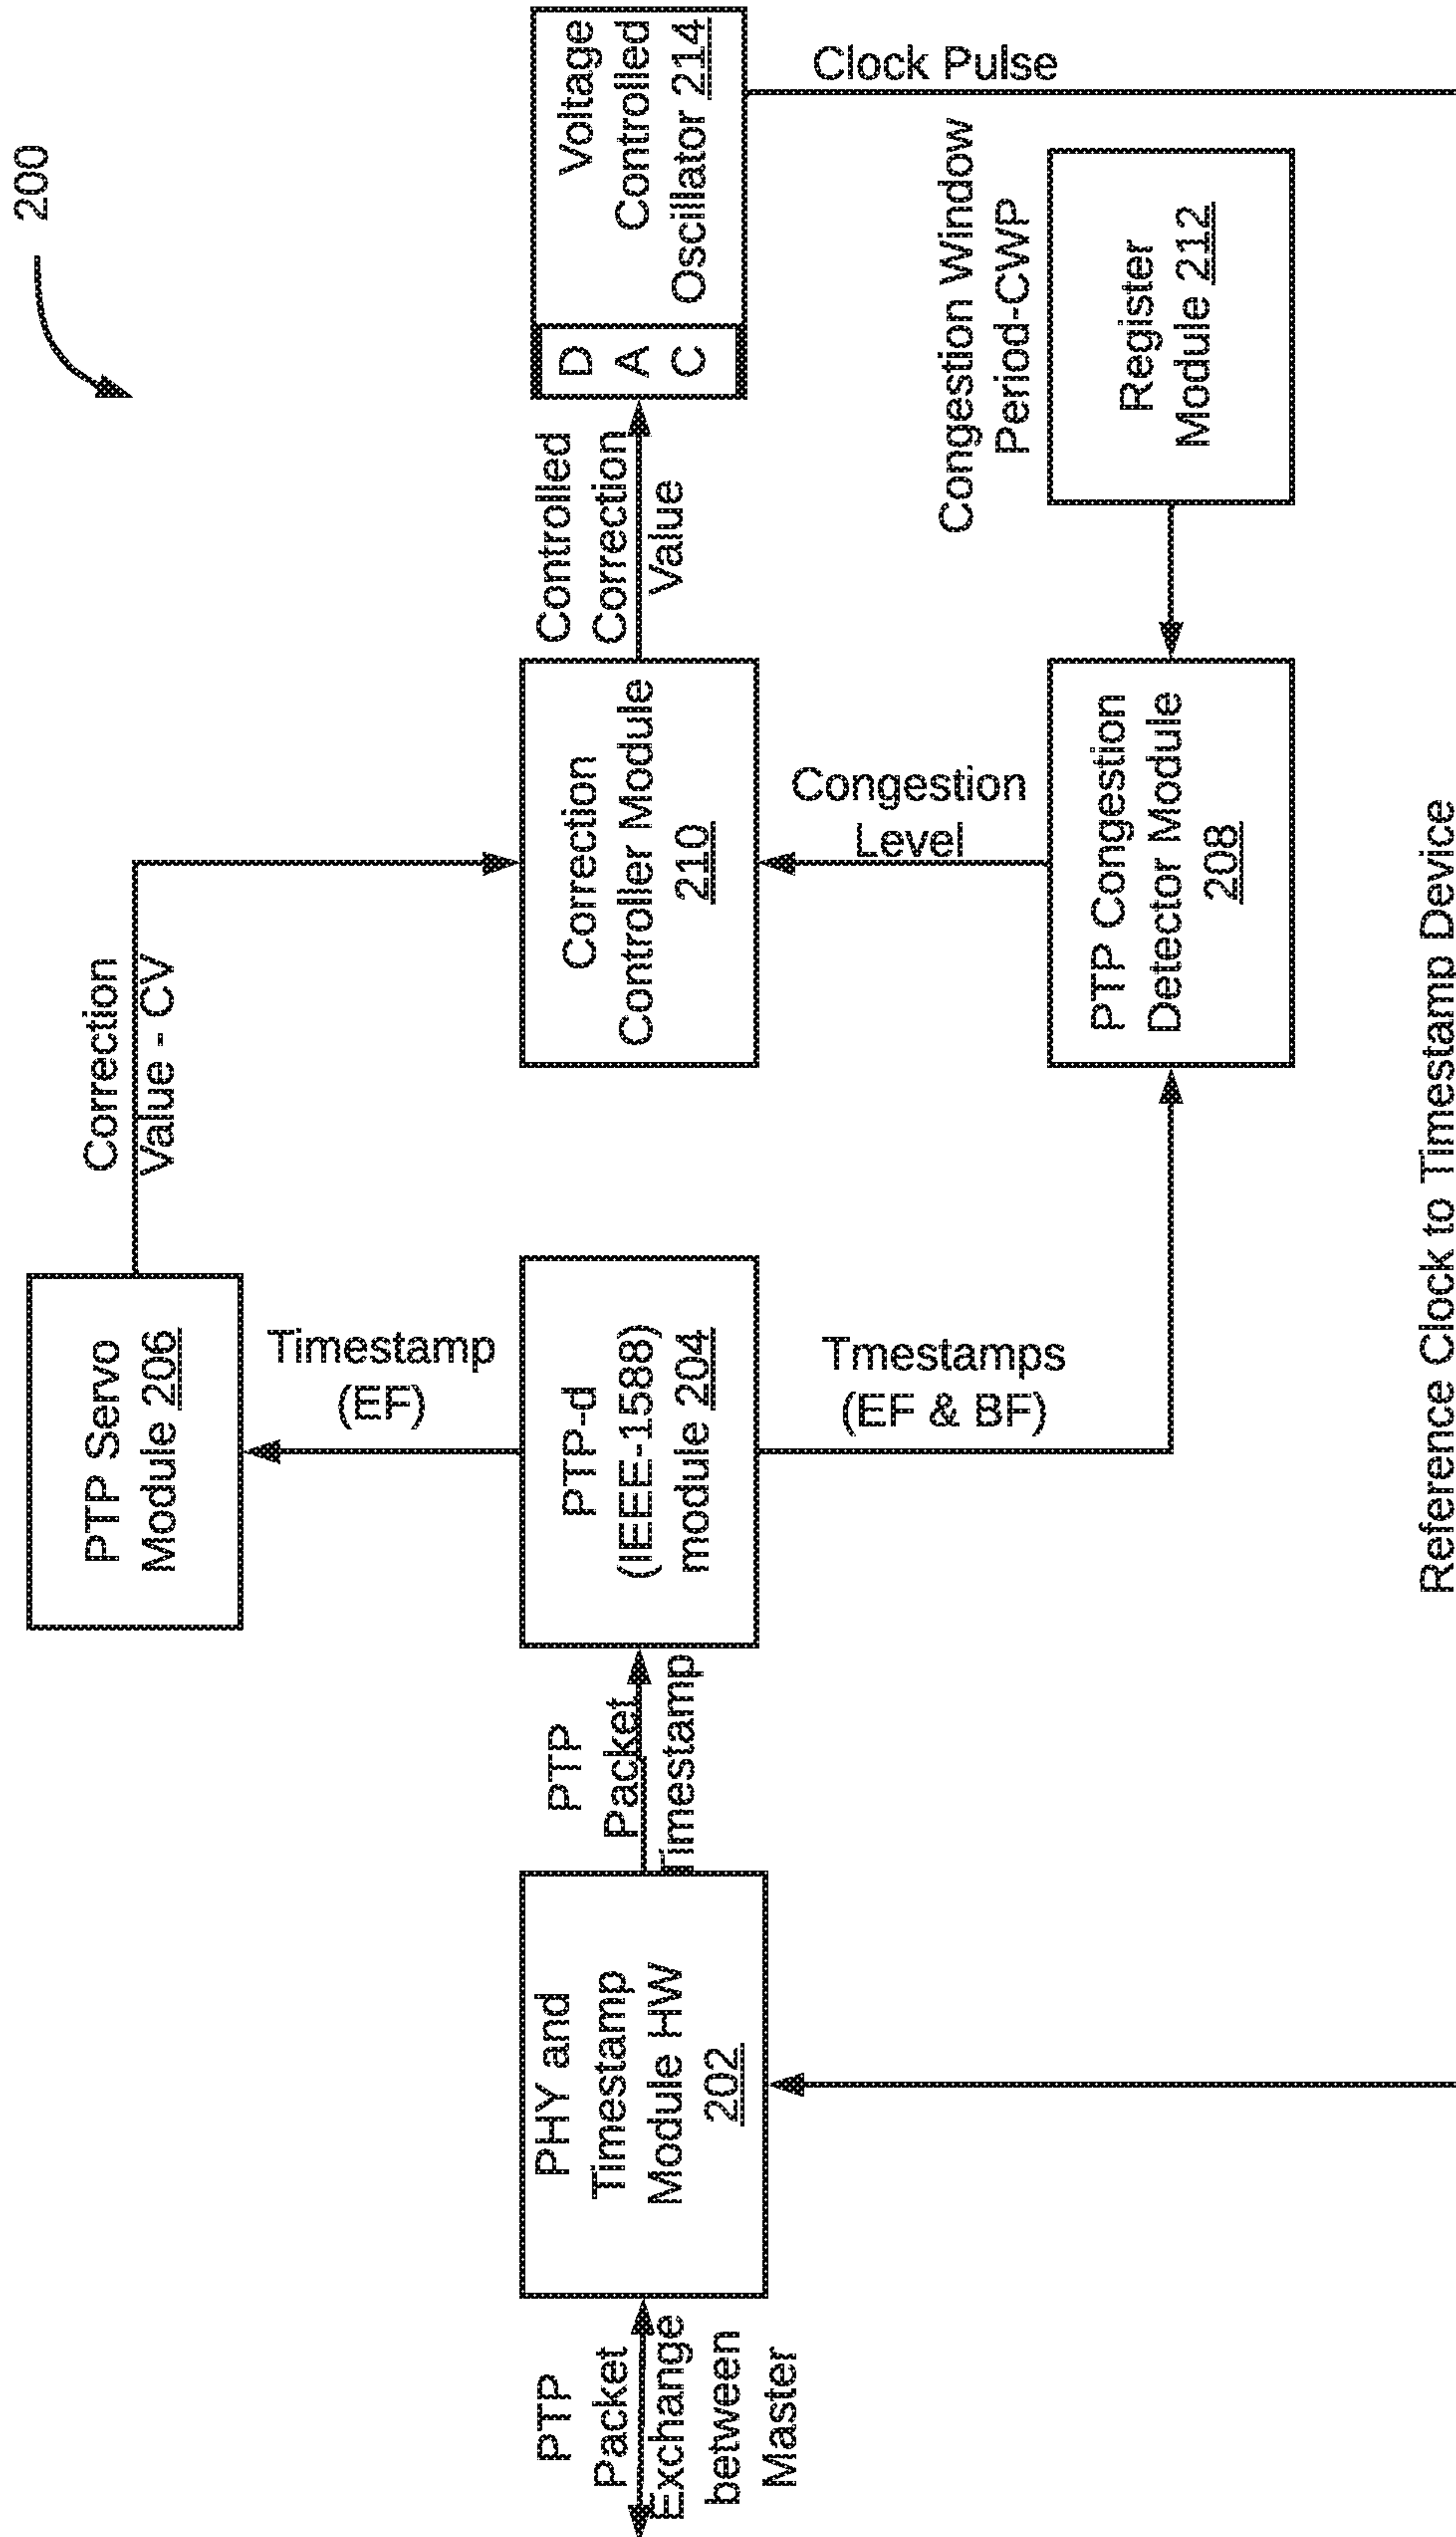 200
PTP Servo
Module 206
Correction
Value - CV
Timestamp
(EF)
PTP
Packet
Exchange
between
Master
PHY and
Timestamp
Module HW
202
PTP
Packet
Timestamp
PTP-d
(IEEE-1588)
module 204
Correction
Controller Module
210
Controlled
Correction
Value
D
A
C
Voltage
Controlled
Oscillator 214
Tmestamps
(EF & BF)
Congestion
Level
Clock Pulse
Congestion Window
Period-CWP
PTP Congestion
Detector Module
208
Register
Module 212
Reference Clock to Timestamp Device